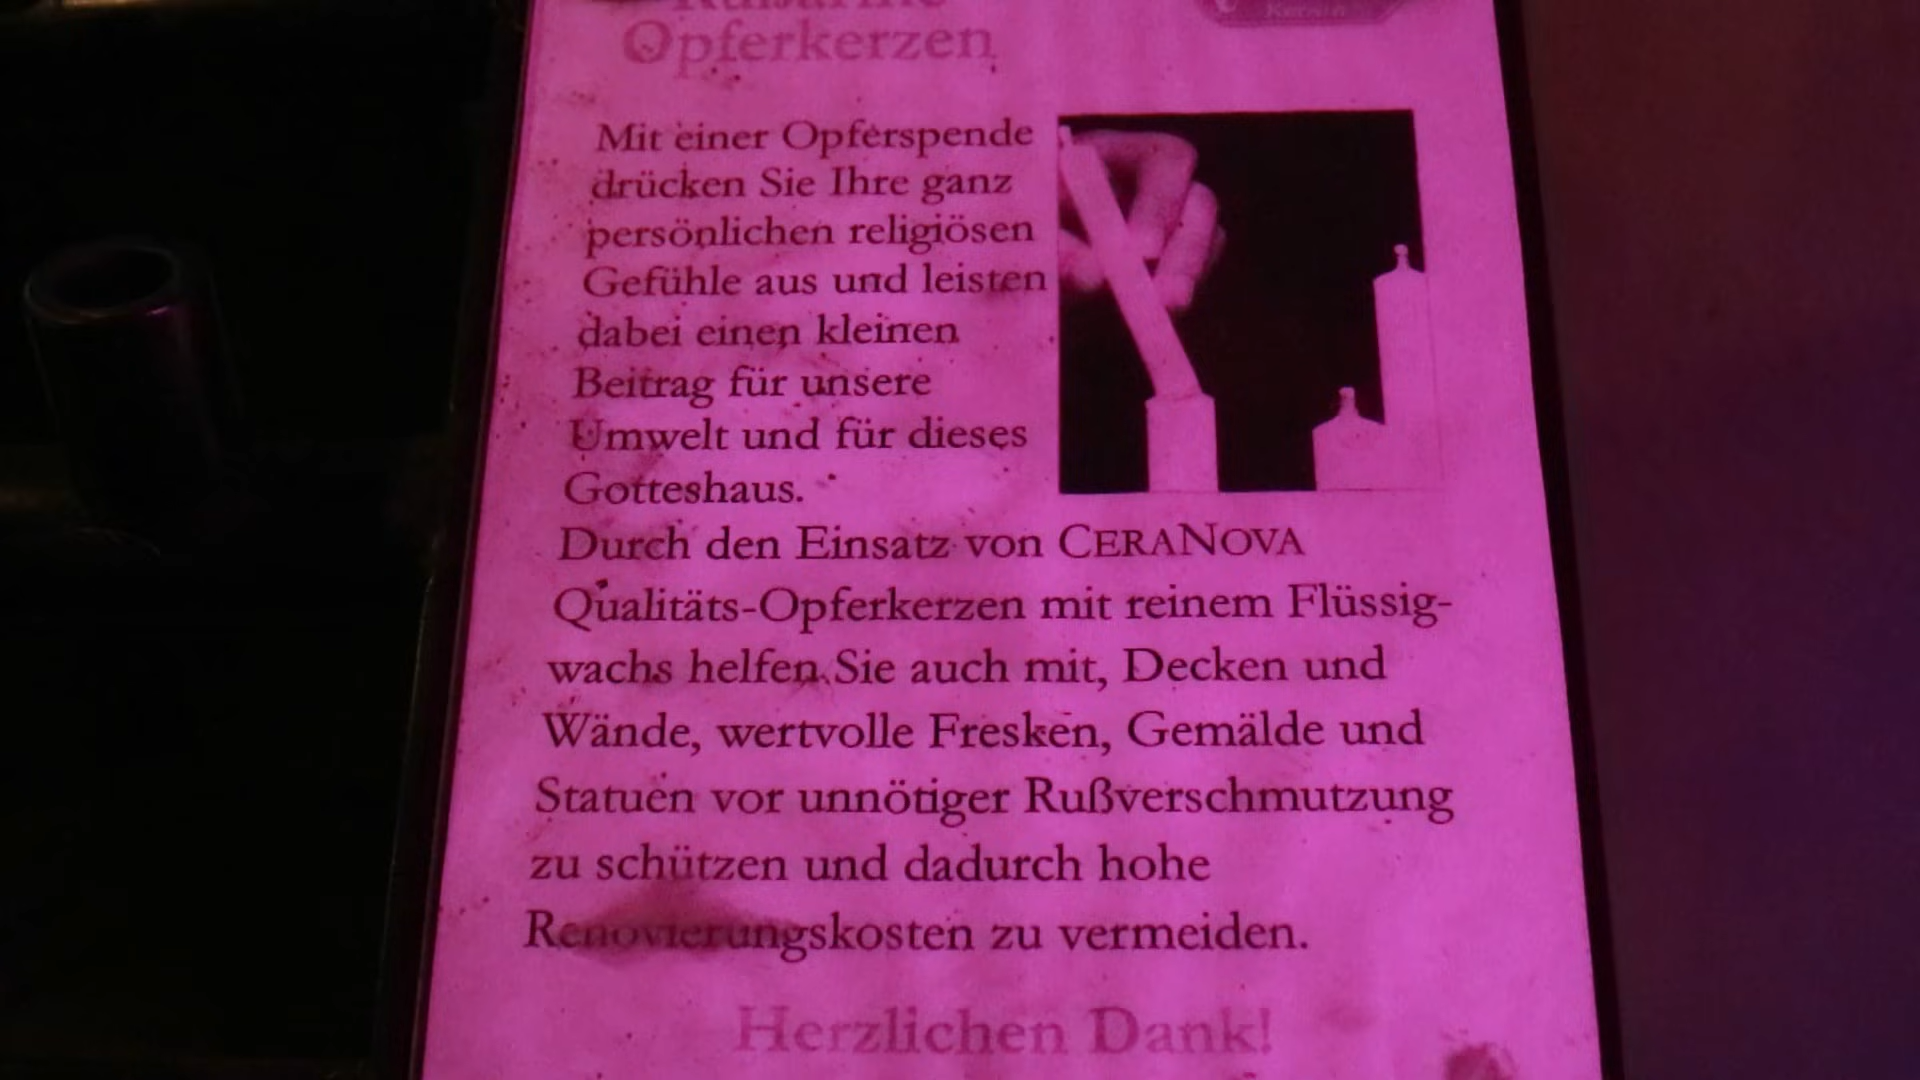 Rußarme
Opferkerzen
Mit einer Opferspende
drücken Sie Ihre ganz
persönlichen religiösen
Gefühle aus und leisten
dabei einen kleinen
Beitrag für unsere
Umwelt und für dieses
Gotteshaus.
Durch den Einsatz von CERANOVA
Qualitäts-Opferkerzen mit reinem Flüssig-
wachs helfen Sie auch mit, Decken und
Wände, wertvolle Fresken, Gemälde und
Statuen vor unnötiger Rußverschmutzung
zu schützen und dadurch hohe
Renovierungskosten zu vermeiden.
Herzlichen Dank!